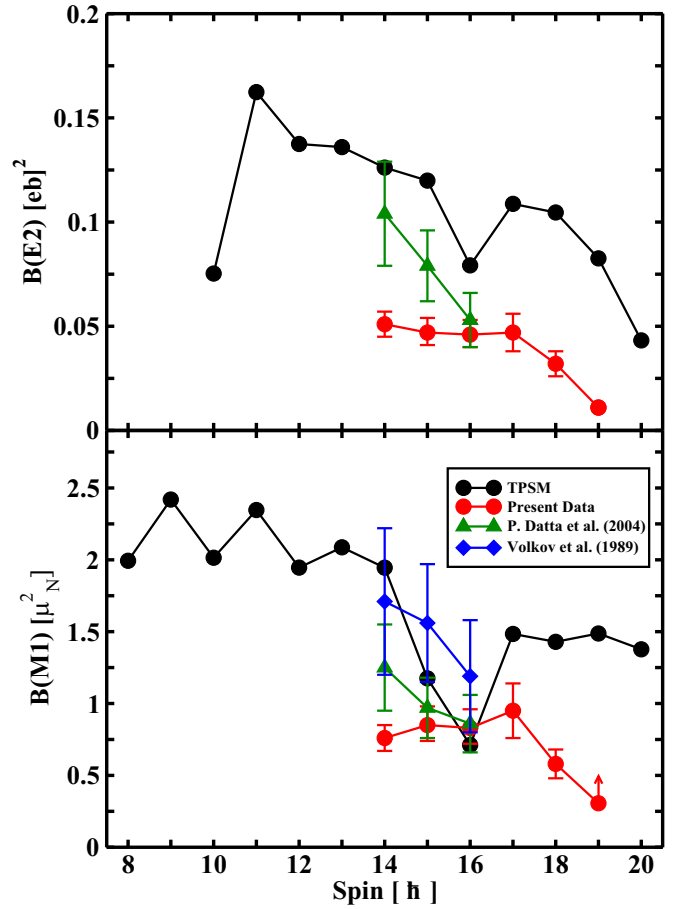 0.2
0.15
0.1
0.05
0
B(E2) [eb]²
2.5
2
1.5
1
0.5
0
B(M1) [μ²N]
TPSM
Present Data
P. Datta et al. (2004)
Volkov et al. (1989)
8 10 12 14 16 18 20
Spin [ ħ ]